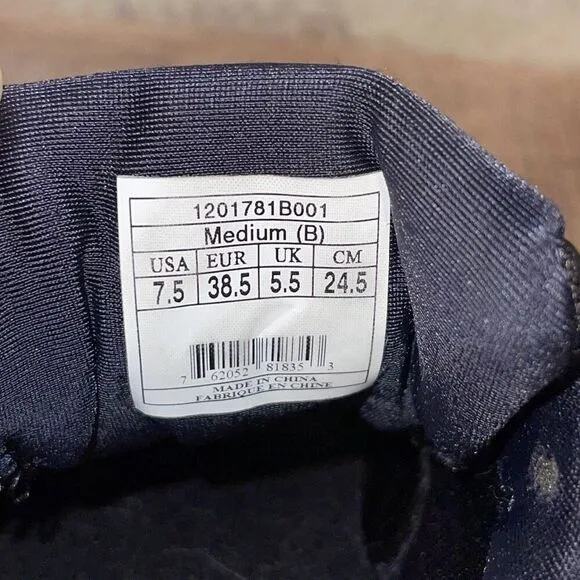 1201781B001
Medium (B)
USA EUR UK CM
7.5 38.5 5.5 24.5
7 62052 81835 3
MADE IN CHINA
FABRIQUE EN CHINE